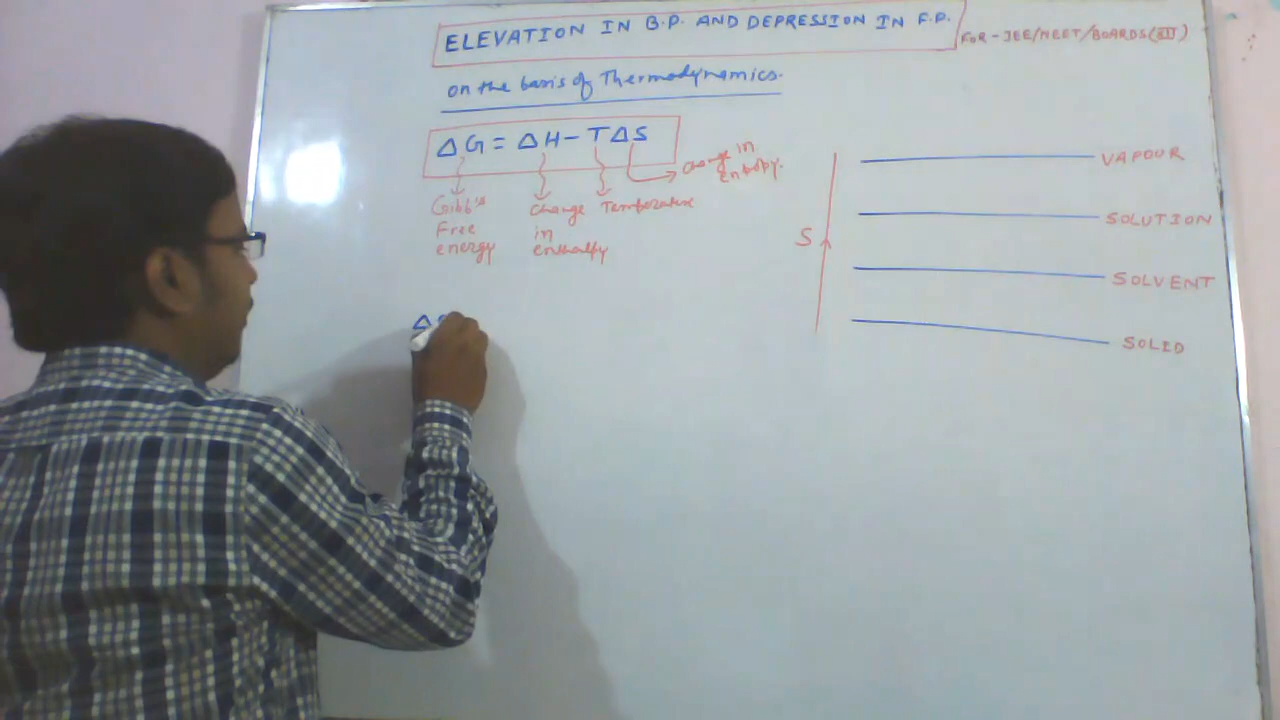 ELEVATION IN B.P. AND DEPRESSION IN F.P.
FOR-JEE/NEET/BOARDS(XII)
on the basis of Thermodynamics.
ΔG = ΔH - TΔS
Change in
entropy.
Gibb's
Free
energy
Change
in
enthalpy
Temperature
S
VAPOUR
SOLUTION
SOLVENT
SOLID
Δ